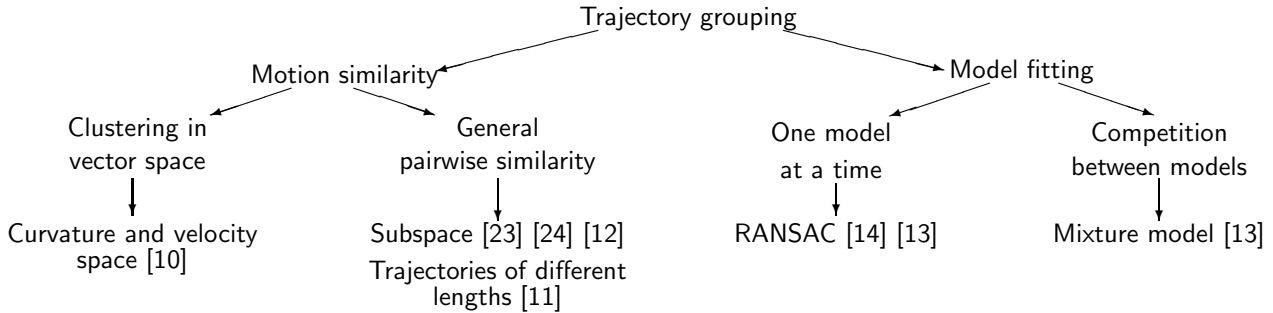 Trajectory grouping
Motion similarity
Model fitting
Clustering in
vector space
General
pairwise similarity
One model
at a time
Competition
between models
Curvature and velocity
space [10]
Subspace [23] [24] [12]
Trajectories of different
lengths [11]
RANSAC [14] [13]
Mixture model [13]